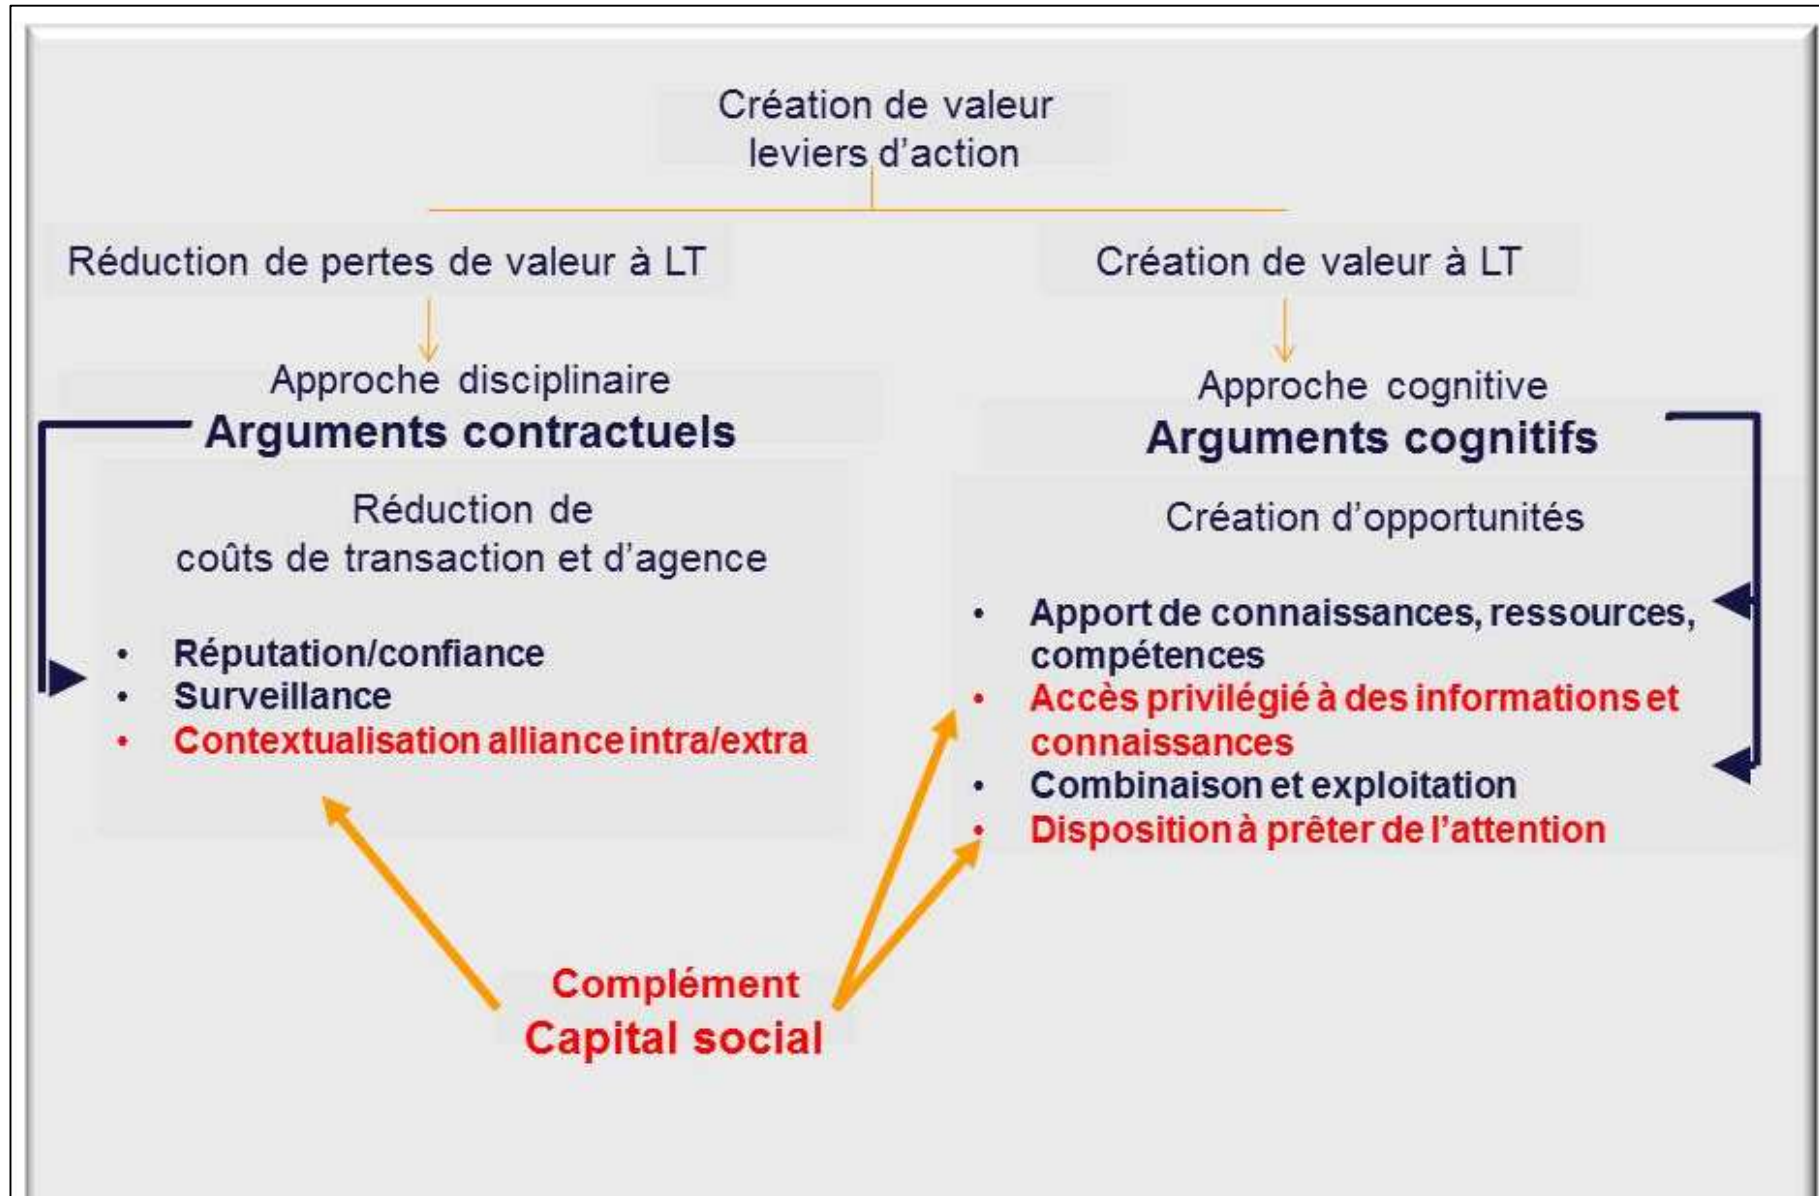 Création de valeur
leviers d’action
Réduction de pertes de valeur à LT
Approche disciplinaire
Arguments contractuels
Réduction de
coûts de transaction et d’agence
• Réputation/confiance
• Surveillance
• Contextualisation alliance intra/extra
Création de valeur à LT
Approche cognitive
Arguments cognitifs
Création d’opportunités
• Apport de connaissances, ressources,
compétences
• Accès privilégié à des informations et
connaissances
• Combinaison et exploitation
• Disposition à prêter de l’attention
Complément
Capital social